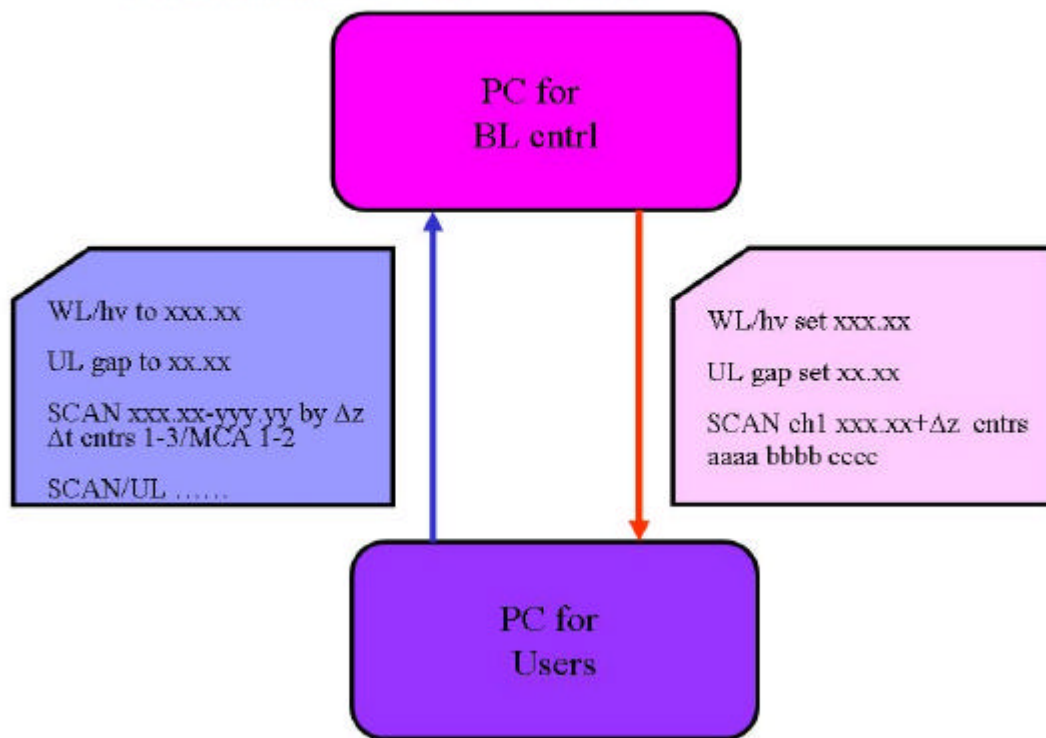 PC for
BL cntrl
WL/hv to xxx.xx
UL gap to xx.xx
SCAN xxx.xx-yyy.yy by Δz
Δt cntrs 1-3/MCA 1-2
SCAN/UL ……
WL/hv set xxx.xx
UL gap set xx.xx
SCAN ch1 xxx.xx+Δz cntrs
aaaa bbbb cccc
PC for
Users